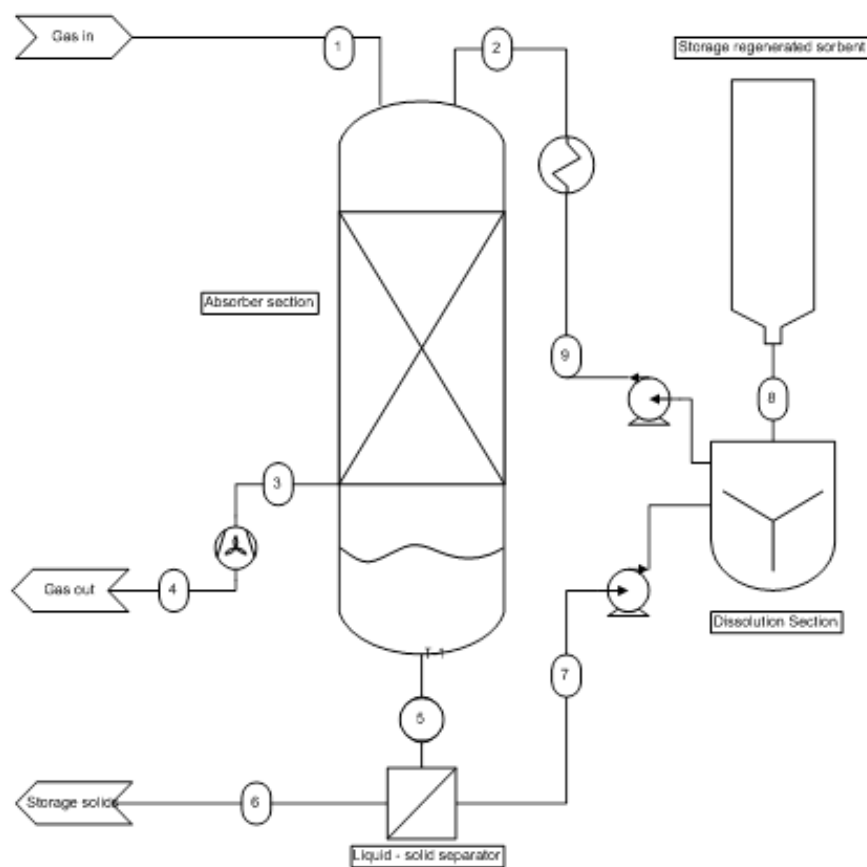 Gas in
1
2
Storage regenerated sorbent
Absorber section
9
8
3
Gas out
4
Dissolution Section
7
5
Storage solids
6
Liquid - solid separator